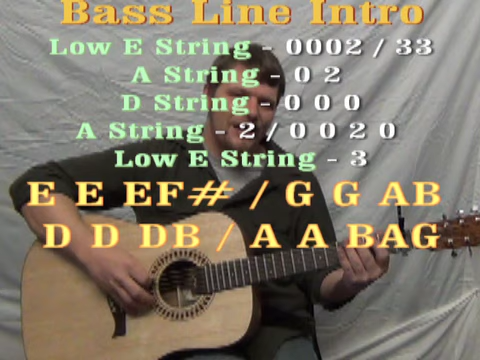 Bass Line Intro
Low E String - 0002 / 33
A String - 0 2
D String - 0 0 0
A String - 2 / 0 0 2 0
Low E String - 3
E E EF# / G G AB
D D DB / A A BAG